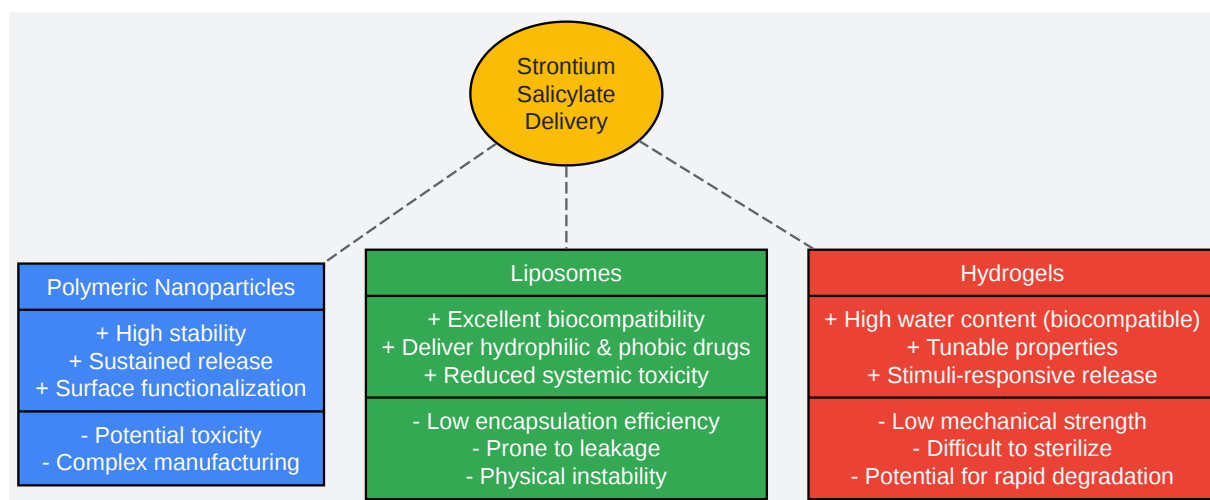 Strontium
Salicylate
Delivery
Polymeric Nanoparticles
+ High stability
+ Sustained release
+ Surface functionalization
- Potential toxicity
- Complex manufacturing
Liposomes
+ Excellent biocompatibility
+ Deliver hydrophilic & phobic drugs
+ Reduced systemic toxicity
- Low encapsulation efficiency
- Prone to leakage
- Physical instability
Hydrogels
+ High water content (biocompatible)
+ Tunable properties
+ Stimuli-responsive release
- Low mechanical strength
- Difficult to sterilize
- Potential for rapid degradation